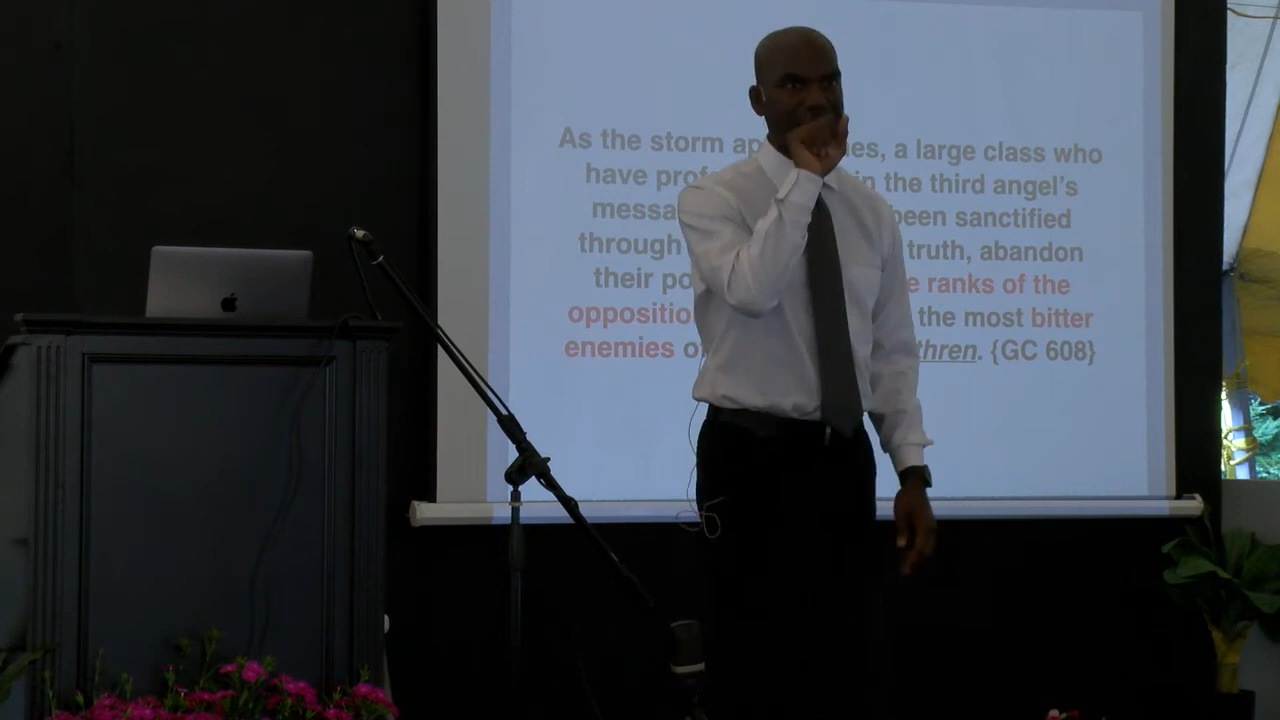 As the storm ap es, a large class who
have prof in the third angel's
messa been sanctified
through truth, abandon
their po
e ranks of the
oppositio the most bitter
enemies o thren. {GC 608}